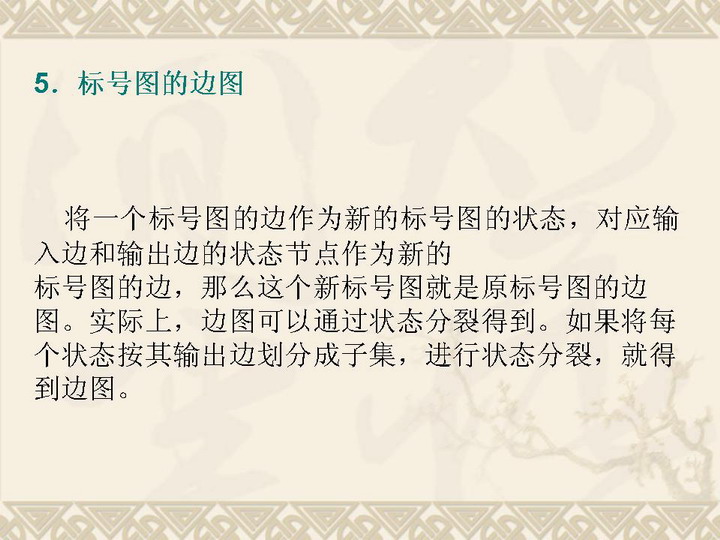 5．标号图的边图
将一个标号图的边作为新的标号图的状态，对应输
入边和输出边的状态节点作为新的
标号图的边，那么这个新标号图就是原标号图的边
图。实际上，边图可以通过状态分裂得到。如果将每
个状态按其输出边划分成子集，进行状态分裂，就得
到边图。